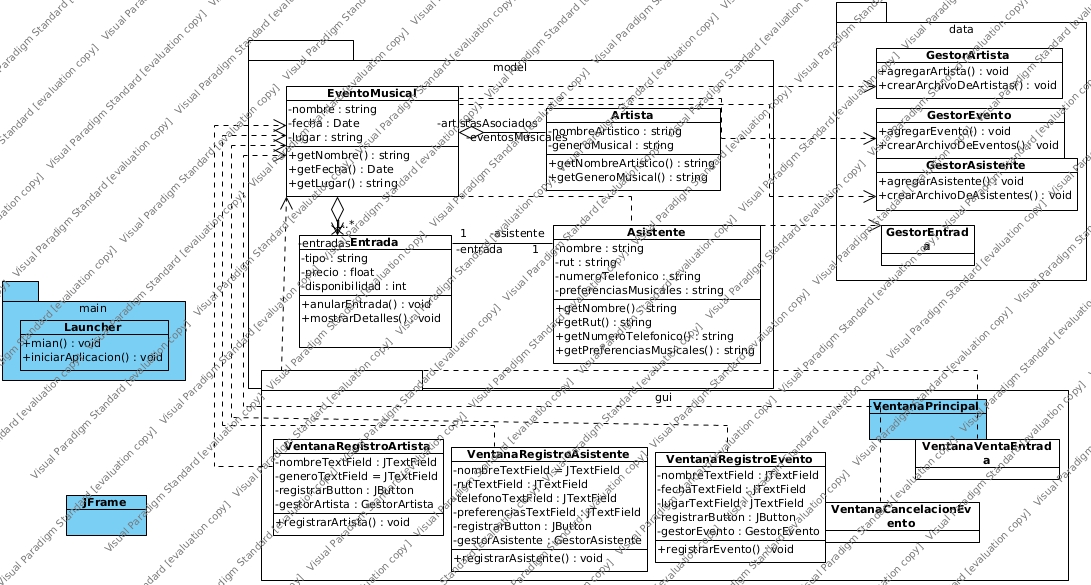 data
GestorArtista
+agregarArtista() : void
+crearArchivoDeArtistas() : void
GestorEvento
+agregarEvento() : void
+crearArchivoDeEventos() : void
GestorAsistente
+agregarAsistente() : void
+crearArchivoDeAsistentes() : void
GestorEntrad
a
model
EventoMusical
-nombre : string
-fecha : Date
-lugar : string
+getNombre() : string
+getFecha() : Date
+getLugar() : string
-artistasAsociados
-eventosMusicales
Artista
-nombreArtistico : string
-generoMusical : string
+getNombreArtistico() : string
+getGeneroMusical() : string
1..*
-entradas
Entrada
-tipo : string
-precio : float
-disponibilidad : int
+anularEntrada() : void
+mostrarDetalles() : void
1 -asistente
-entrada 1
Asistente
-nombre : string
-rut : string
-numeroTelefonico : string
-preferenciasMusicales : string
+getNombre() : string
+getRut() : string
+getNumeroTelefonico() : string
+getPreferenciasMusicales() : string
main
Launcher
+mian() : void
+iniciarAplicacion() : void
JFrame
gui
VentanaPrincipal
VentanaVentaEntrad
a
VentanaCancelacionEv
ento
VentanaRegistroArtista
-nombreTextField : JTextField
-generoTextField = JTextField
-registrarButton : JButton
-gestorArtista : GestorArtista
+registrarArtista() : void
VentanaRegistroAsistente
-nombreTextField = JTextField
-rutTextField : JTextField
-telefonoTextField : JTextField
-preferenciasTextField : JTextField
-registrarButton : JButton
-gestorAsistente : GestorAsistente
+registrarAsistente() : void
VentanaRegistroEvento
-nombreTextField : JTextField
-fechaTextField : JTextField
-lugarTextField : JTextField
-registrarButton : JButton
-gestorEvento : GestorEvento
+registrarEvento() : void
Visual Paradigm Standard [evaluation copy]